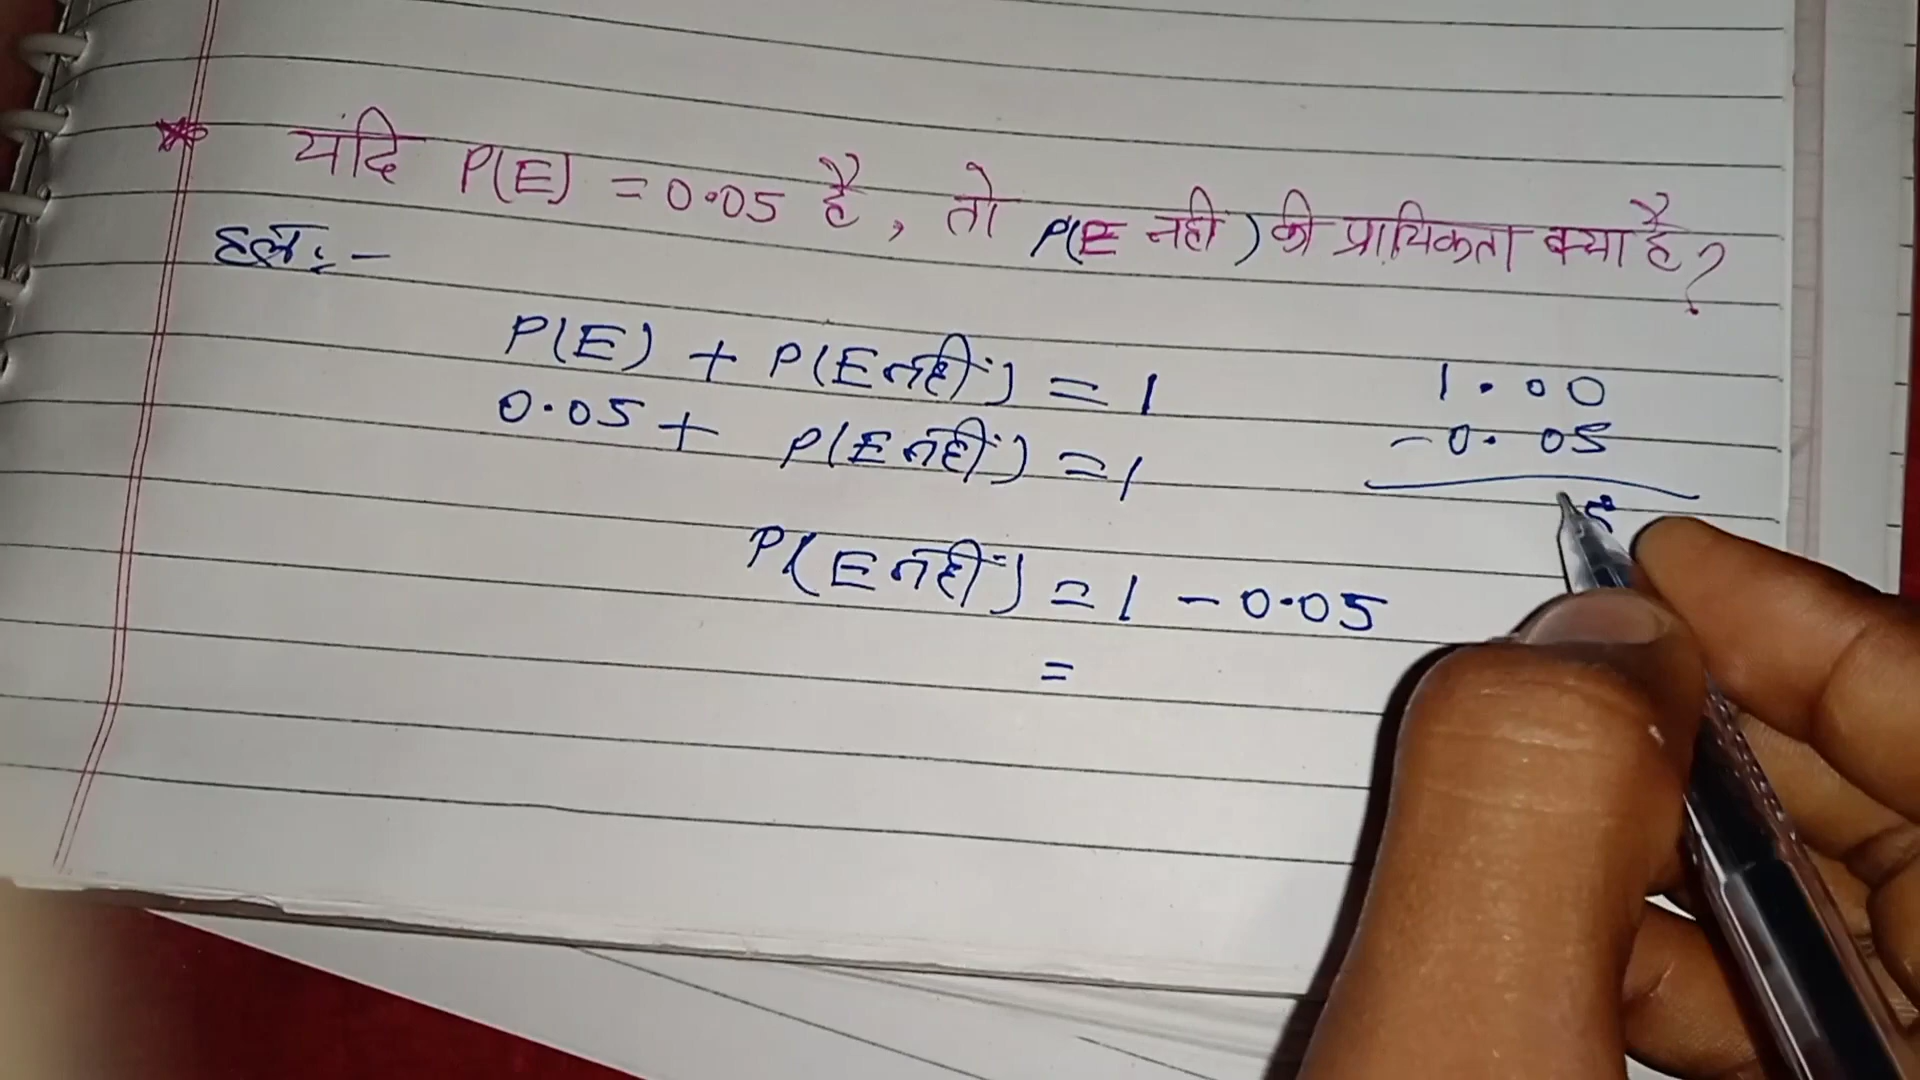 यदि P(E) = 0.05 है, तो P(E नही) की प्रायिकता क्या है?
हल:-
P(E) + P(E नहीं) = 1
0.05 + P(E नहीं) = 1
P(E नहीं) = 1 - 0.05
=
1.00
-0.05
5